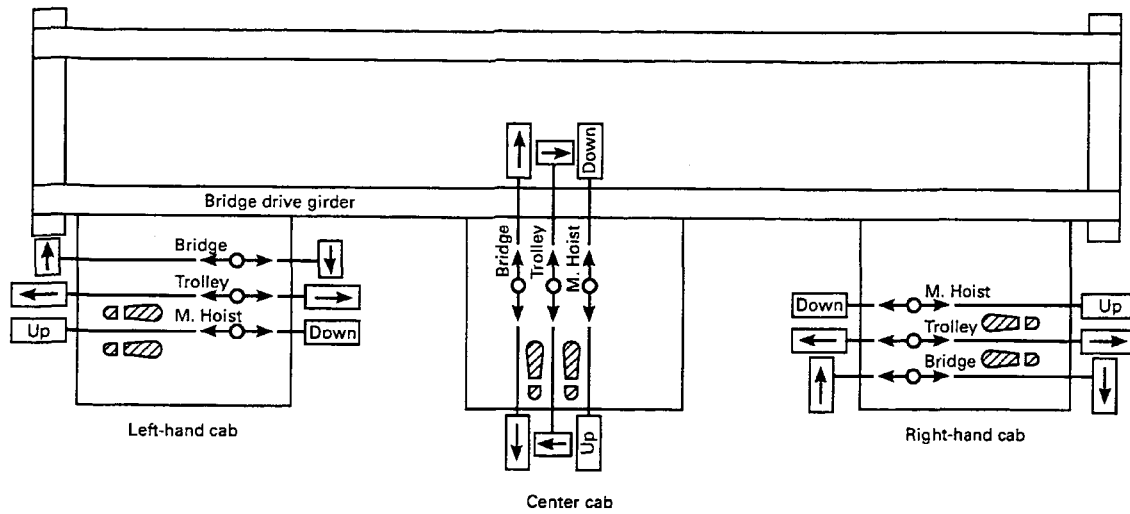 Down
Bridge drive girder
Bridge
Trolley
M. Hoist
Bridge
Trolley
M. Hoist
Up
Down
Down
M. Hoist
Up
Trolley
Bridge
Up
Left-hand cab
Right-hand cab
Center cab